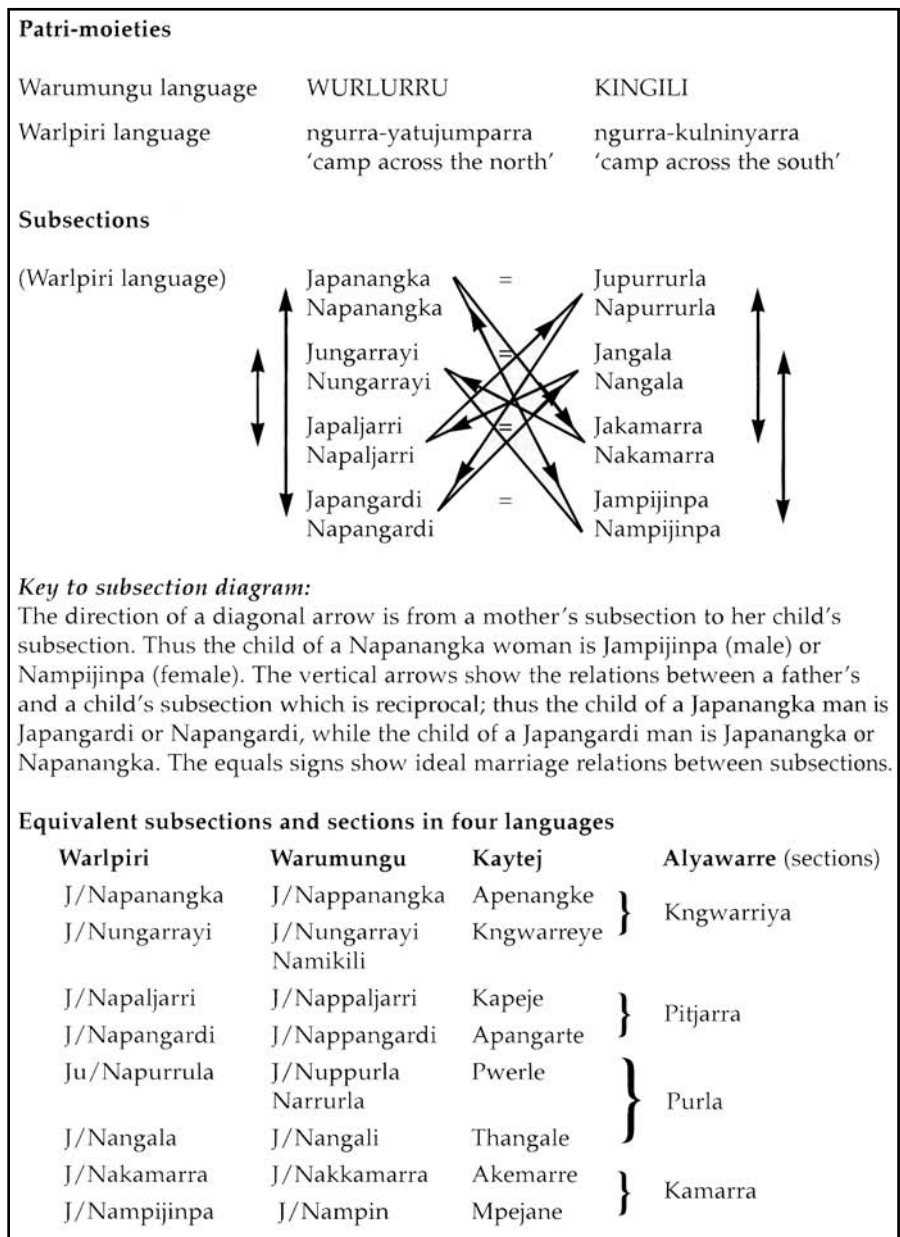 Patri-moieties
Warumungu language WURLURRU KINGILI
Warlpiri language ngurra-yatujumparra ngurra-kulninyarra
'camp across the north' 'camp across the south'
Subsections
(Warlpiri language) Japanangka = Jupurrurla
Napanangka Napurrurla
Jungarrayi = Jangala
Nungarrayi Nangala
Japaljarri = Jakamarra
Napaljarri Nakamarra
Japangardi = Jampijinpa
Napangardi Nampijinpa
Key to subsection diagram:
The direction of a diagonal arrow is from a mother's subsection to her child's
subsection. Thus the child of a Napanangka woman is Jampijinpa (male) or
Nampijinpa (female). The vertical arrows show the relations between a father's
and a child's subsection which is reciprocal; thus the child of a Japanangka man is
Japangardi or Napangardi, while the child of a Japangardi man is Japanangka or
Napanangka. The equals signs show ideal marriage relations between subsections.
Equivalent subsections and sections in four languages
Warlpiri Warumungu Kaytej Alyawarre (sections)
J/Napanangka J/Nappanangka Apenangke
Kngwarriya
J/Nungarrayi J/Nungarrayi Kngwarreye
Namikili
J/Napaljarri J/Nappaljarri Kapeje
Pitjarra
J/Napangardi J/Nappangardi Apangarte
Ju/Napurrula J/Nuppurla Pwerle
Narrurla Purla
J/Nangala J/Nangali Thangale
J/Nakamarra J/Nakkamarra Akemarre
Kamarra
J/Nampijinpa J/Nampin Mpejane